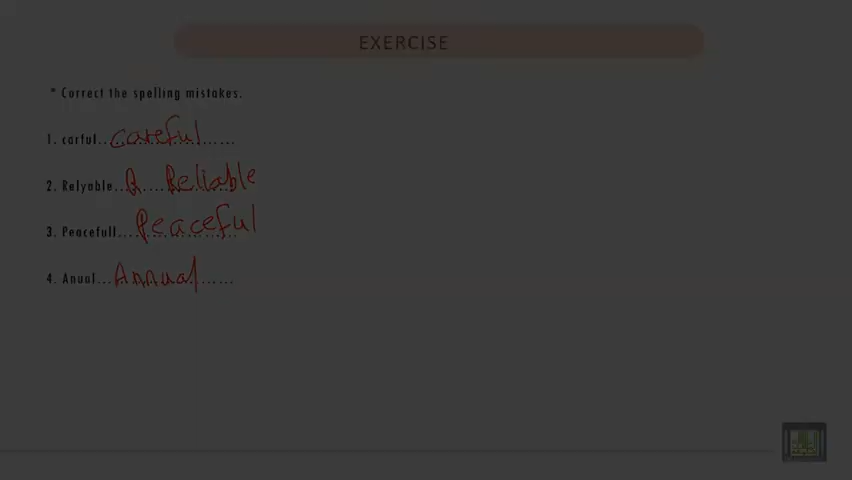 EXERCISE
* Correct the spelling mistakes.
1. carful....careful......
2. Relyable...R....Reliable
3. Peacefull....Peaceful....
4. Anual....Annual......